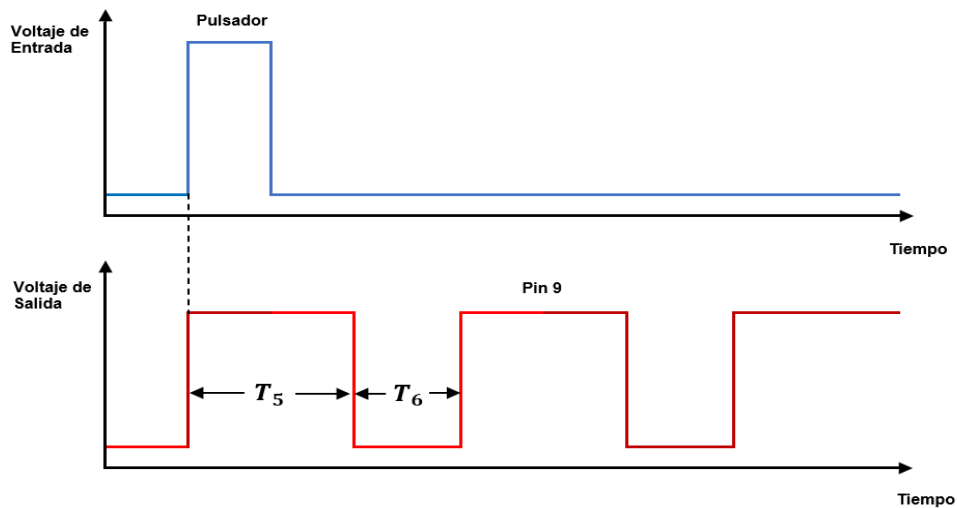 Voltaje de
Entrada
Pulsador
Tiempo
Voltaje de
Salida
Pin 9
T₅
T₆
Tiempo